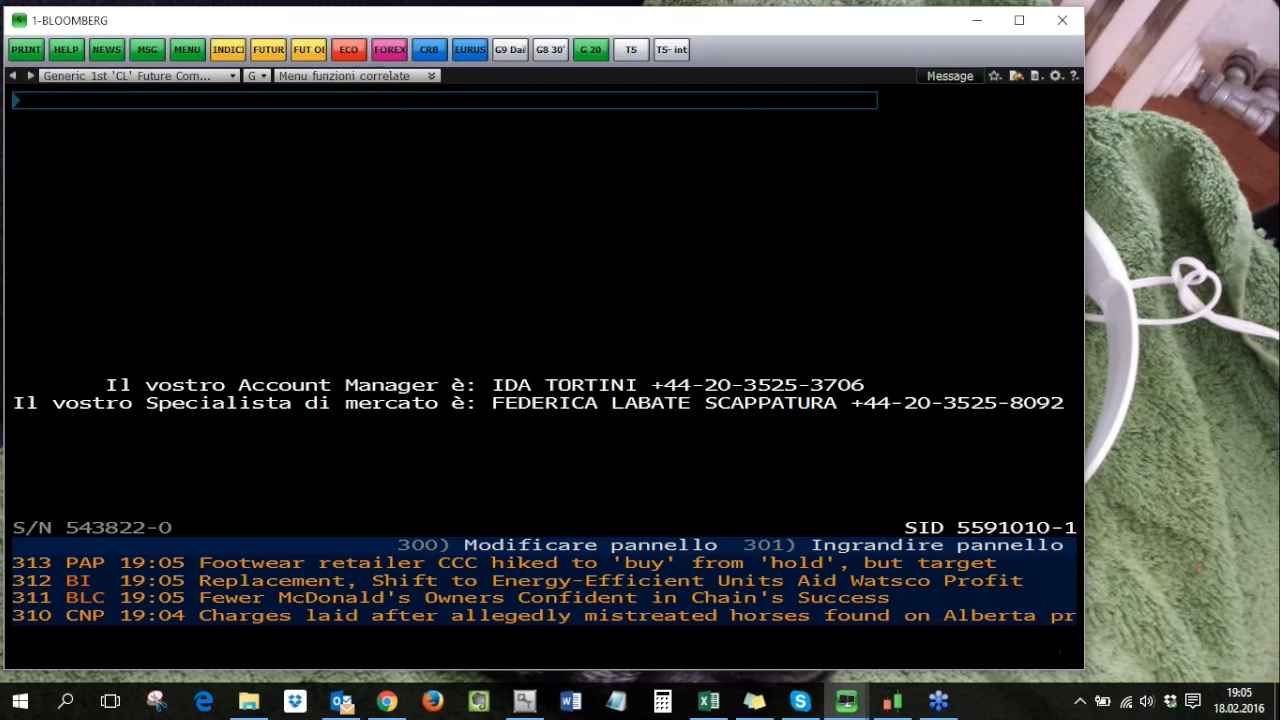 1-BLOOMBERG
PRINT HELP NEWS MSG MENU INDICI FUTUR FUT OI ECO FOREX CRB EURUS G9 Dai G8 30' G 20 TS T5- int
Generic 1st 'CL' Future Com... G Menu funzioni correlate Message
Il vostro Account Manager è: IDA TORTINI +44-20-3525-3706
Il vostro Specialista di mercato è: FEDERICA LABATE SCAPPATURA +44-20-3525-8092
S/N 543822-0 SID 5591010-1
300) Modificare pannello 301) Ingrandire pannello
313 PAP 19:05 Footwear retailer CCC hiked to 'buy' from 'hold', but target
312 BI 19:05 Replacement, Shift to Energy-Efficient Units Aid Watsco Profit
311 BLC 19:05 Fewer McDonald's Owners Confident in Chain's Success
310 CNP 19:04 Charges laid after allegedly mistreated horses found on Alberta pr
19:05
18.02.2016